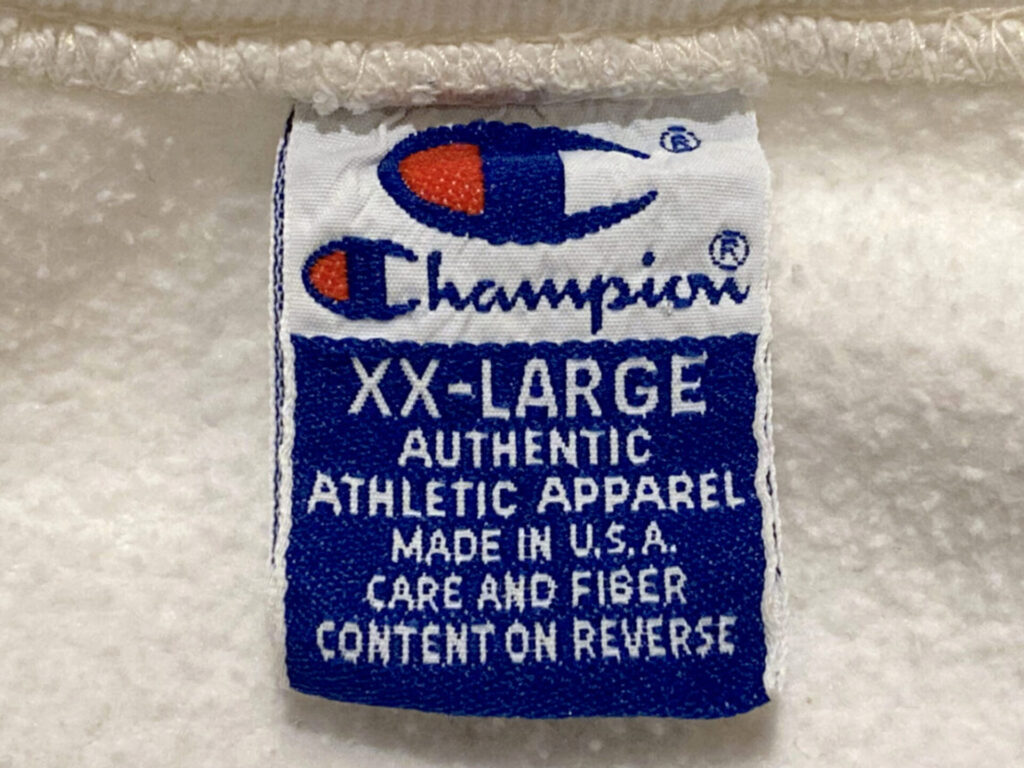 ®
Champion®
XX-LARGE
AUTHENTIC
ATHLETIC APPAREL
MADE IN U.S.A.
CARE AND FIBER
CONTENT ON REVERSE